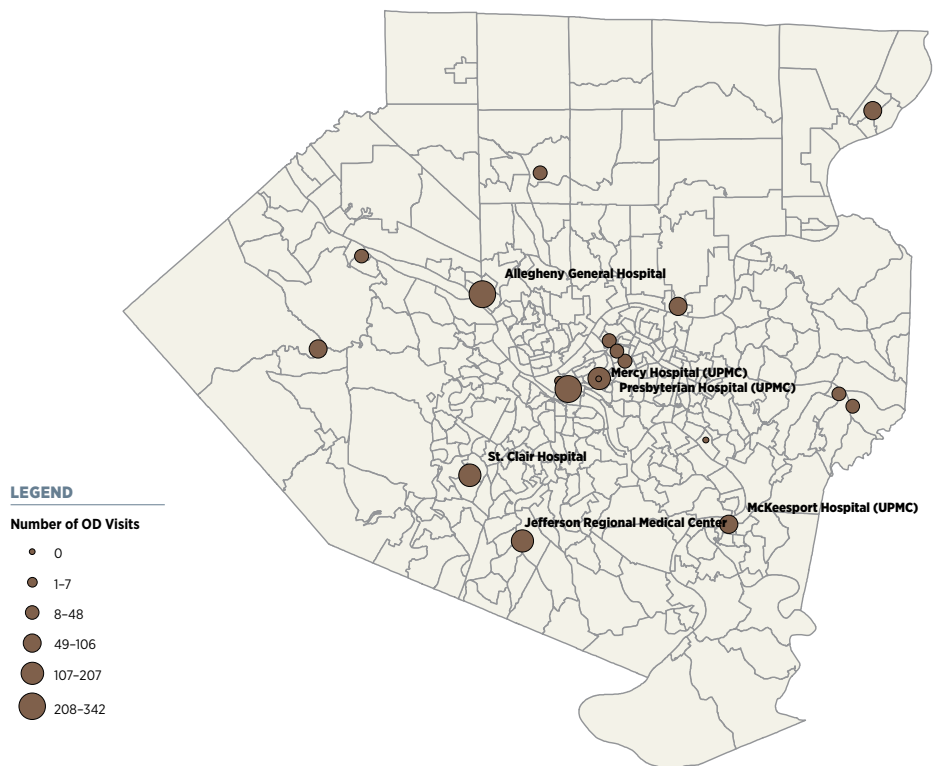 Allegheny General Hospital
Mercy Hospital (UPMC)
Presbyterian Hospital (UPMC)
St. Clair Hospital
McKeesport Hospital (UPMC)
Jefferson Regional Medical Center
LEGEND
Number of OD Visits
0
1–7
8–48
49–106
107–207
208–342